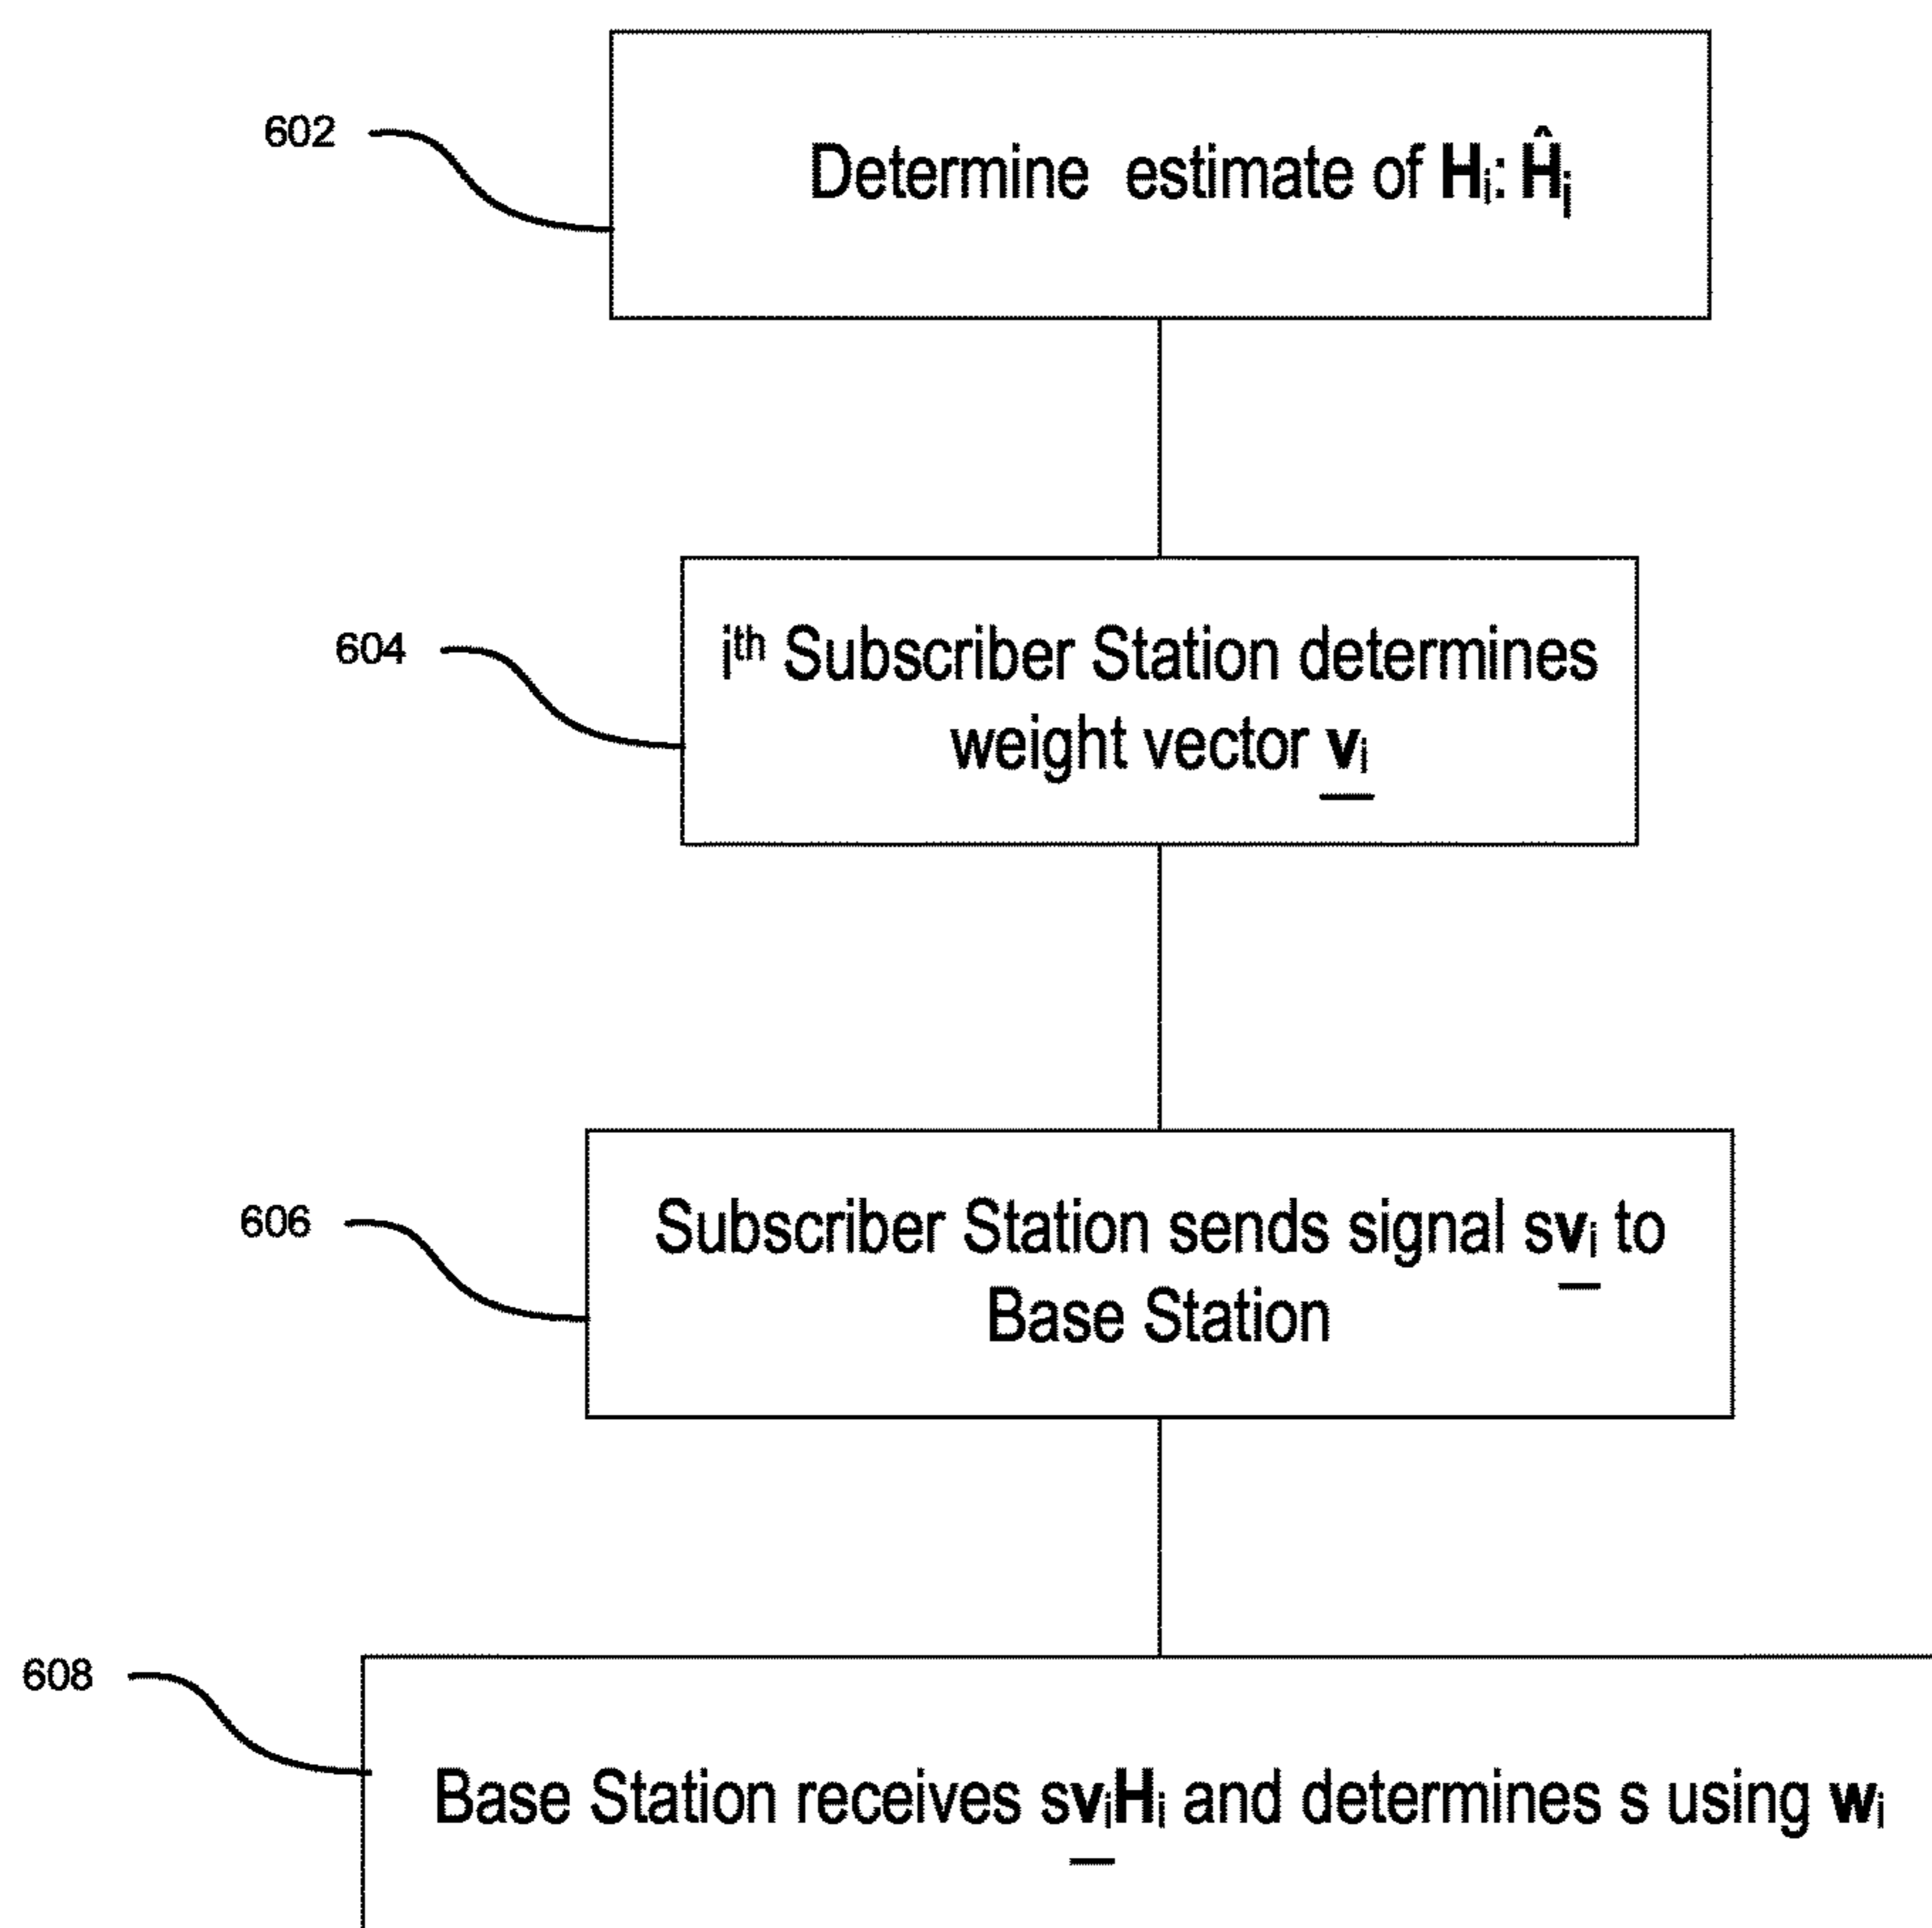 602
Determine estimate of Hᵢ: Ĥᵢ
604
iᵗʰ Subscriber Station determines
weight vector vᵢ
606
Subscriber Station sends signal svᵢ to
Base Station
608
Base Station receives svᵢHᵢ and determines s using wᵢ